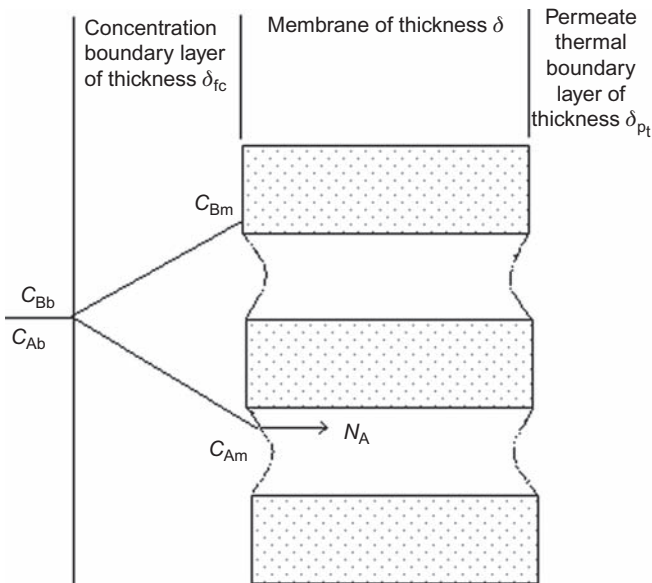 Concentration
boundary layer
of thickness δfc
Membrane of thickness δ
Permeate
thermal
boundary
layer of
thickness δpt
CBm
CBb
CAb
CAm
NA